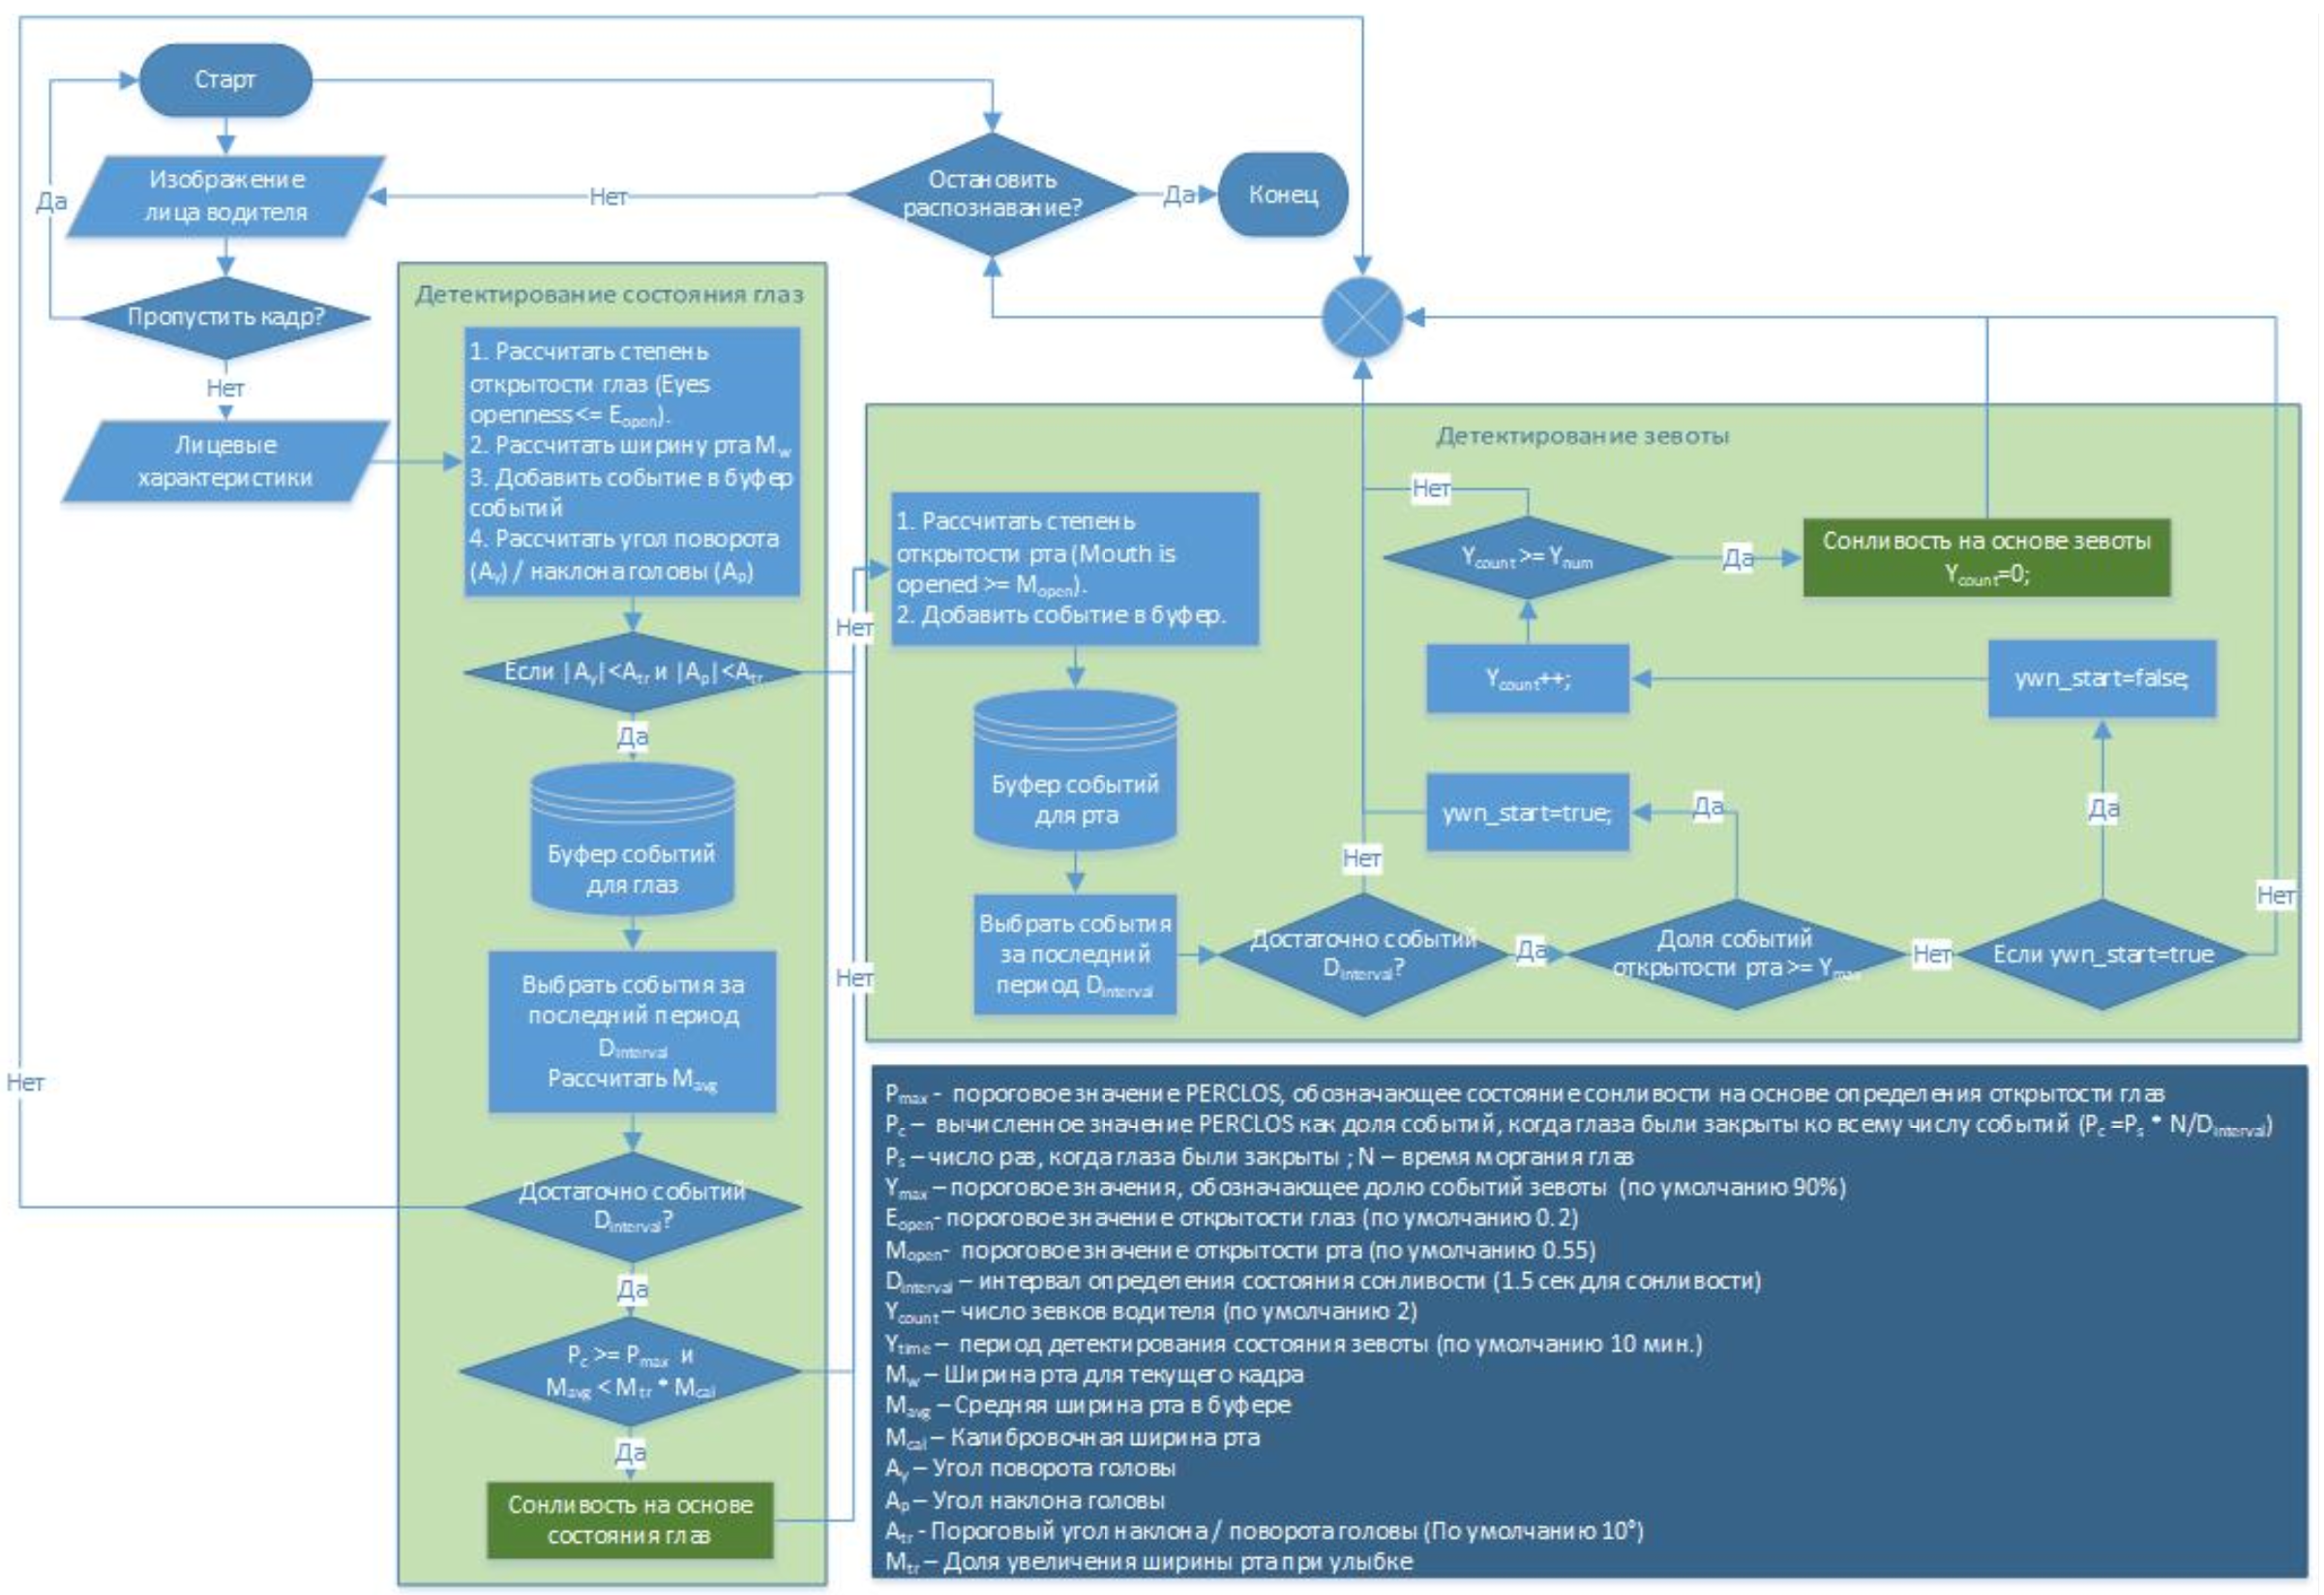 Старт
Изображение
лица водителя
Да
Пропустить кадр?
Нет
Лицевые
характеристики
Нет
Остановить
распознавание?
Да
Конец
Детектирование состояния глаз
1. Рассчитать степень
открытости глаз (Eyes
openness<= Eopen).
2. Рассчитать ширину рта Mw
3. Добавить событие в буфер
событий
4. Рассчитать угол поворота
(Ay) / наклона головы (Ap)
Если |Ay|<Atr и |Ap|<Atr
Нет
Да
Буфер событий
для глаз
Выбрать события за
последний период
Dinterval
Рассчитать Mavg
Достаточно событий
Dinterval?
Нет
Да
Pc >= Pmax и
Mavg < Mtr * Mcal
Нет
Да
Сонливость на основе
состояния глаз
Детектирование зевоты
1. Рассчитать степень
открытости рта (Mouth is
opened >= Mopen).
2. Добавить событие в буфер.
Буфер событий
для рта
Выбрать события
за последний
период Dinterval
Достаточно событий
Dinterval?
Нет
Да
Доля событий
открытости рта>= Ymax
Да
ywn_start=true;
Нет
Если ywn_start=true
Нет
Да
ywn_start=false;
Ycount++;
Ycount >= Ynum
Нет
Да
Сонливость на основе зевоты
Ycount=0;
Pmax - пороговое значение PERCLOS, обозначающее состояние сонливости на основе определения открытости глаз
Pc – вычисленное значение PERCLOS как доля событий, когда глаза были закрыты ко всему числу событий (Pc =Ps * N/Dinterval)
Ps – число раз, когда глаза были закрыты ; N – время моргания глаз
Ymax – пороговое значения, обозначающее долю событий зевоты (по умолчанию 90%)
Eopen- пороговое значение открытости глаз (по умолчанию 0.2)
Mopen- пороговое значение открытости рта (по умолчанию 0.55)
Dinterval – интервал определения состояния сонливости (1.5 сек для сонливости)
Ycount – число зевков водителя (по умолчанию 2)
Ytime – период детектирования состояния зевоты (по умолчанию 10 мин.)
Mw – Ширина рта для текущего кадра
Mavg – Средняя ширина рта в буфере
Mcal – Калибровочная ширина рта
Ay – Угол поворота головы
Ap – Угол наклона головы
Atr - Пороговый угол наклона / поворота головы (По умолчанию 10°)
Mtr – Доля увеличения ширины рта при улыбке